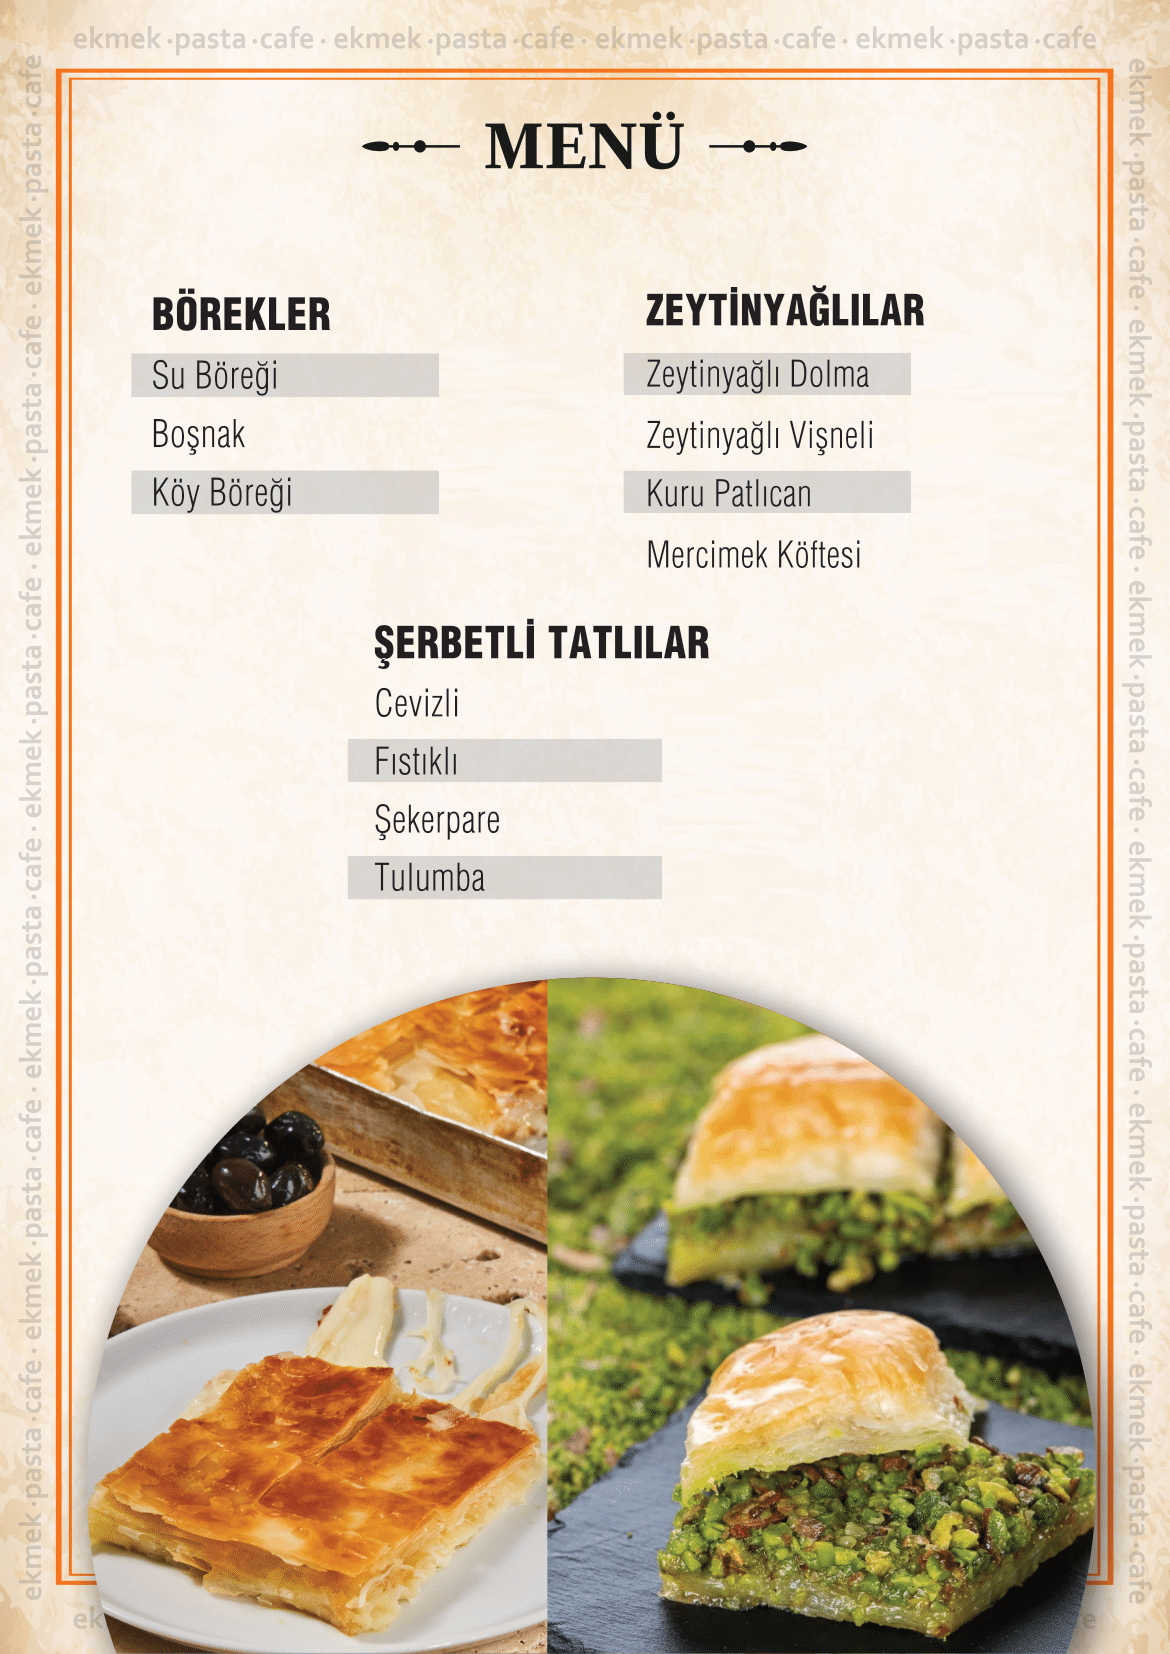 ekmek ·pasta ·cafe · ekmek ·pasta ·cafe · ekmek ·pasta ·cafe · ekmek ·pasta ·cafe
MENÜ
BÖREKLER
Su Böreği
Boşnak
Köy Böreği
ZEYTİNYAĞLILAR
Zeytinyağlı Dolma
Zeytinyağlı Vişneli
Kuru Patlıcan
Mercimek Köftesi
ŞERBETLİ TATLILAR
Cevizli
Fıstıklı
Şekerpare
Tulumba
ekmek ·pasta ·cafe · ekmek ·pasta ·cafe · ekmek ·pasta ·cafe · ekmek ·pasta ·cafe · ekmek ·pasta ·cafe · ekmek ·pasta ·cafe
ekmek ·pasta ·cafe · ekmek ·pasta ·cafe · ekmek ·pasta ·cafe · ekmek ·pasta ·cafe · ekmek ·pasta ·cafe · ekmek ·pasta ·cafe